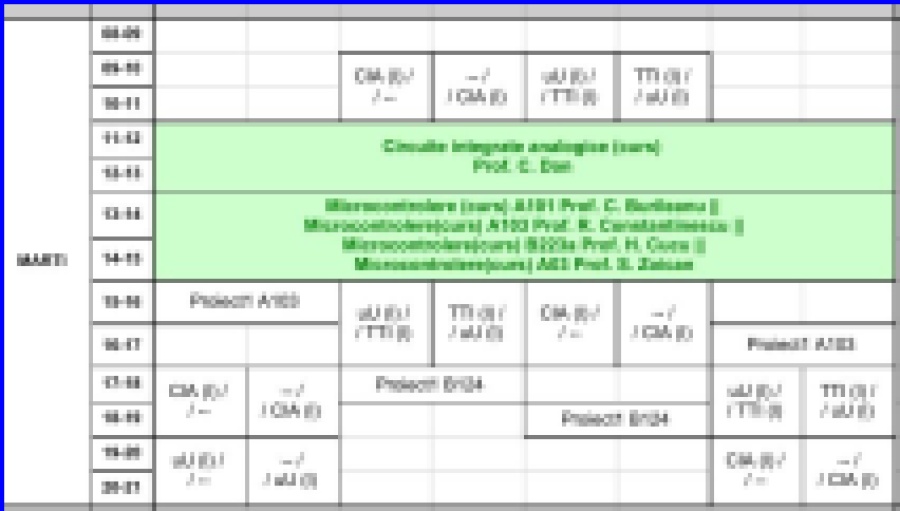 MARTI
08-09
09-10
CIA (l) /
/ --
-- /
/ CIA (l)
uU (l) /
/ TTI (l)
TTI (l) /
/ uU (l)
10-11
11-12
Circuite integrate analogice (curs)
Prof. C. Dan
12-13
13-14
Microcontrolere (curs) A101 Prof. C. Burileanu ||
Microcontrolere(curs) A103 Prof. R. Constantinescu ||
Microcontrolere(curs) B223a Prof. H. Cucu ||
Microcontrolere(curs) A03 Prof. S. Zoican
14-15
15-16
Proiect1 A103
uU (l) /
/ TTI (l)
TTI (l) /
/ uU (l)
CIA (l) /
/ --
-- /
/ CIA (l)
16-17
Proiect1 A103
17-18
CIA (l) /
/ --
-- /
/ CIA (l)
Proiect1 B124
uU (l) /
/ TTI (l)
TTI (l) /
/ uU (l)
18-19
Proiect1 B124
19-20
uU (l) /
/ --
-- /
/ uU (l)
CIA (l) /
/ --
-- /
/ CIA (l)
20-21